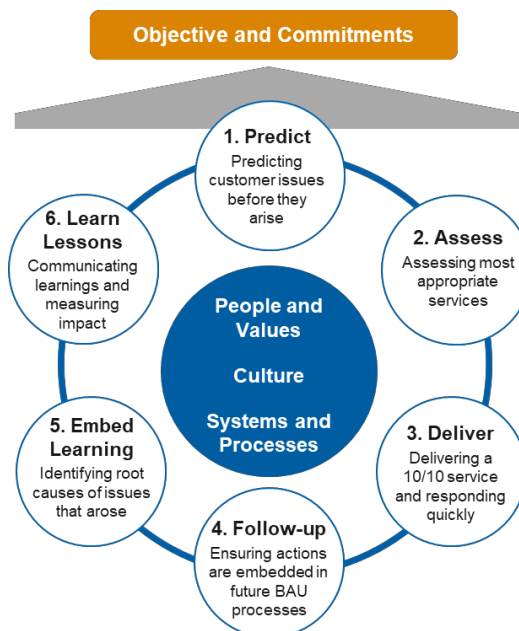 Objective and Commitments
1. Predict
Predicting
customer issues
before they
arise
2. Assess
Assessing most
appropriate
services
3. Deliver
Delivering a
10/10 service
and responding
quickly
4. Follow-up
Ensuring actions
are embedded in
future BAU
processes
5. Embed
Learning
Identifying root
causes of issues
that arose
6. Learn
Lessons
Communicating
learnings and
measuring
impact
People and
Values
Culture
Systems and
Processes